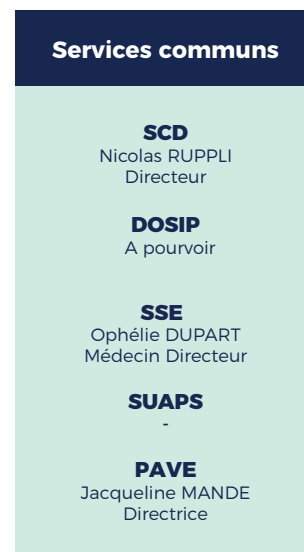 Services communs
SCD
Nicolas RUPPLI
Directeur
DOSIP
A pourvoir
SSE
Ophélie DUPART
Médecin Directeur
SUAPS
-
PAVE
Jacqueline MANDE
Directrice